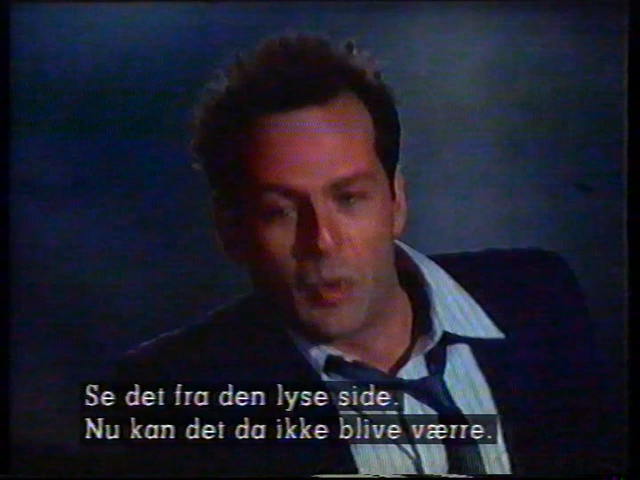 Se det fra den lyse side.
Nu kan det da ikke blive værre.